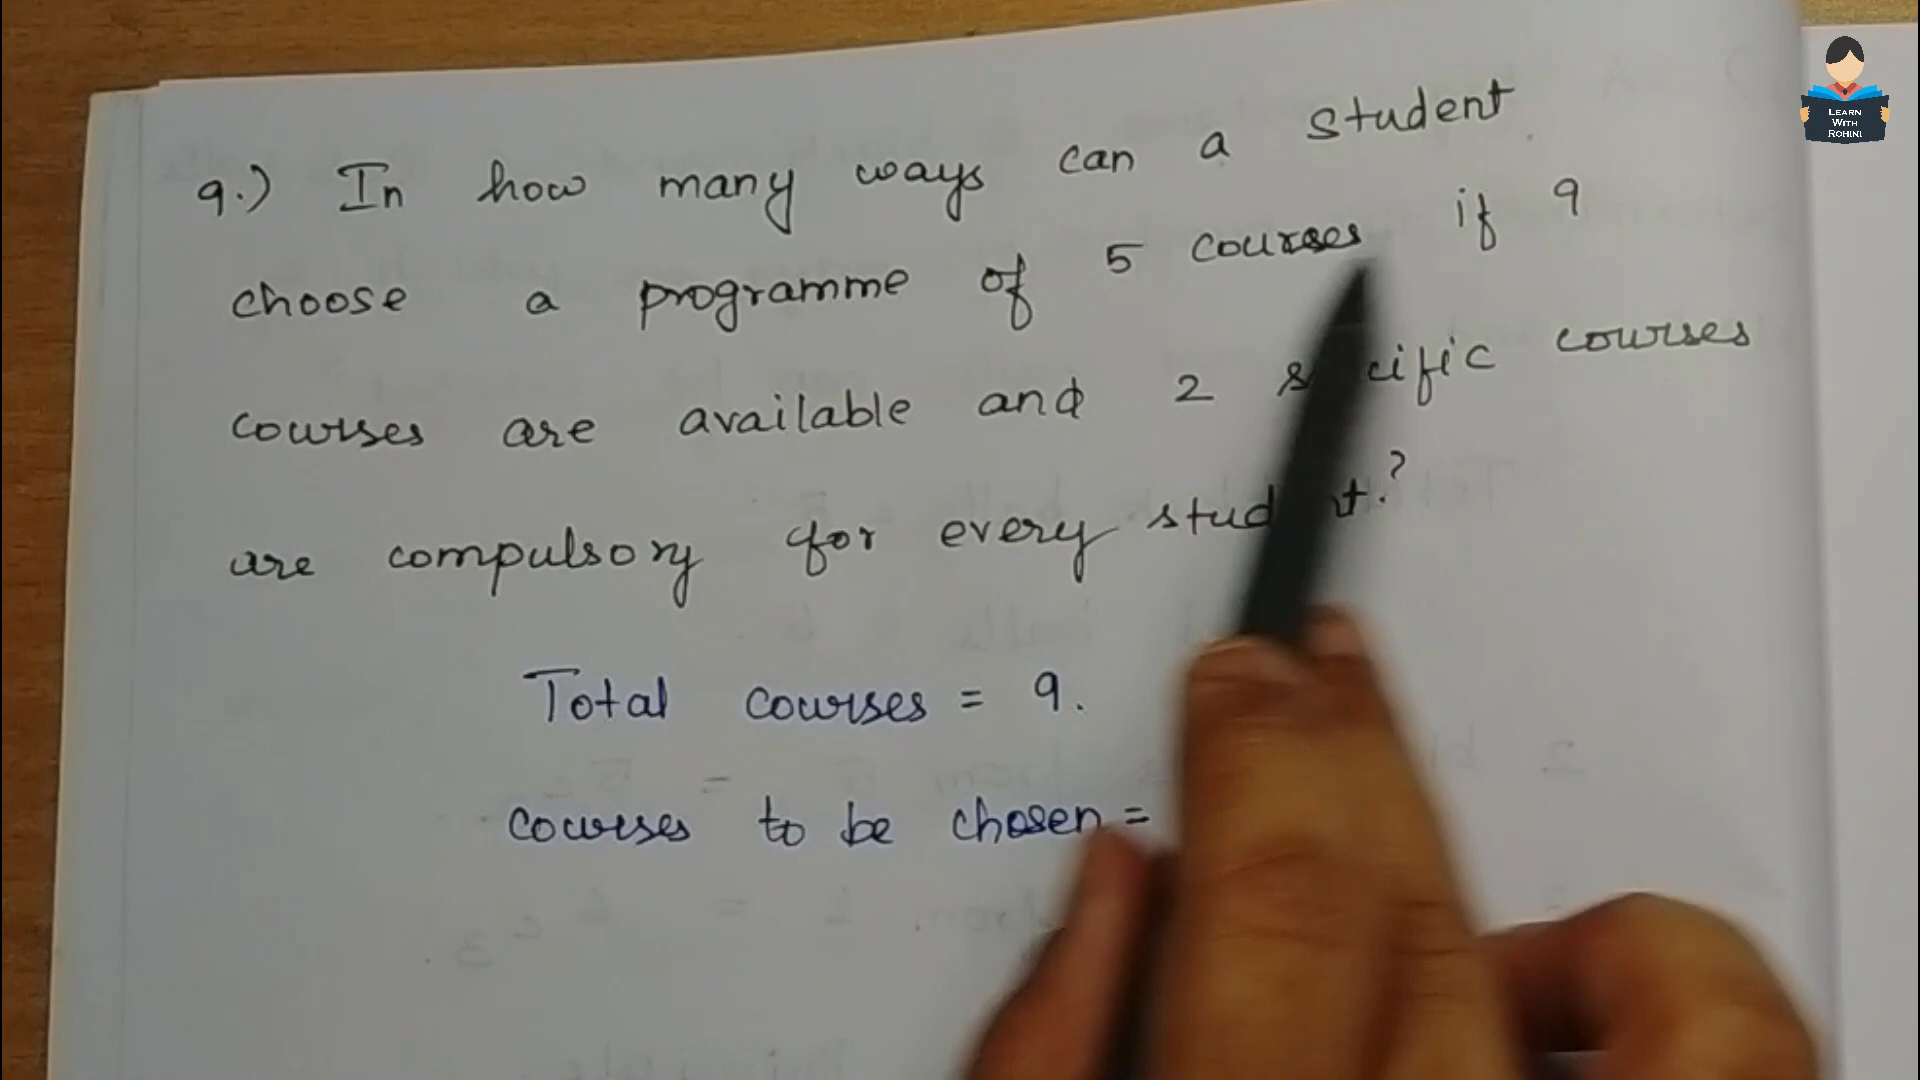 9.) In how many ways can a student
choose a programme of 5 courses if 9
courses are available and 2 courses
are compulsory for every
Total courses = 9.
courses to be chosen =
LEARN
WITH
ROHINI